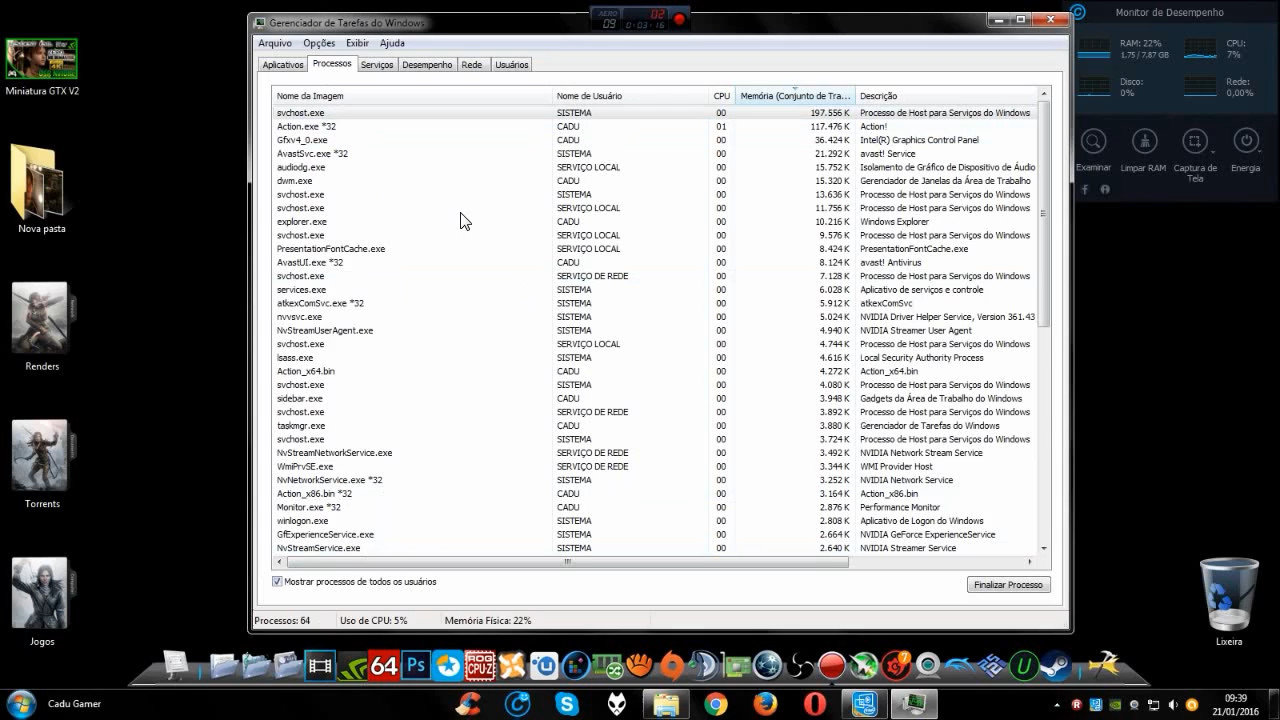 Gerenciador de Tarefas do Windows
AERO
09
02
0-03-16
Monitor de Desempenho
Arquivo Opções Exibir Ajuda
Aplicativos Processos Serviços Desempenho Rede Usuários
RAM: 22%
1.75 / 7,87 GB
CPU:
7%
Disco:
0%
Rede:
0,00%
Examinar Limpar RAM Captura de Tela Energia
Miniatura GTX V2
Nova pasta
Renders
Torrents
Jogos
Nome da Imagem Nome de Usuário CPU Memória (Conjunto de Tra... Descrição
svchost.exe SISTEMA 00 197.556 K Processo de Host para Serviços do Windows
Action.exe *32 CADU 01 117.476 K Action!
Gfxv4_0.exe CADU 00 36.424 K Intel(R) Graphics Control Panel
AvastSvc.exe *32 SISTEMA 00 21.292 K avast! Service
audiodg.exe SERVIÇO LOCAL 00 15.752 K Isolamento de Gráfico de Dispositivo de Áudio
dwm.exe CADU 00 15.320 K Gerenciador de Janelas da Área de Trabalho
svchost.exe SISTEMA 00 13.636 K Processo de Host para Serviços do Windows
svchost.exe SERVIÇO LOCAL 00 11.756 K Processo de Host para Serviços do Windows
explorer.exe CADU 00 10.216 K Windows Explorer
svchost.exe SERVIÇO LOCAL 00 9.576 K Processo de Host para Serviços do Windows
PresentationFontCache.exe SERVIÇO LOCAL 00 8.424 K PresentationFontCache.exe
AvastUI.exe *32 CADU 00 8.124 K avast! Antivirus
svchost.exe SERVIÇO DE REDE 00 7.128 K Processo de Host para Serviços do Windows
services.exe SISTEMA 00 6.028 K Aplicativo de serviços e controle
atkexComSvc.exe *32 SISTEMA 00 5.912 K atkexComSvc
nvvsvc.exe SISTEMA 00 5.024 K NVIDIA Driver Helper Service, Version 361.43
NvStreamUserAgent.exe SISTEMA 00 4.940 K NVIDIA Streamer User Agent
svchost.exe SERVIÇO LOCAL 00 4.744 K Processo de Host para Serviços do Windows
lsass.exe SISTEMA 00 4.616 K Local Security Authority Process
Action_x64.bin CADU 00 4.272 K Action_x64.bin
svchost.exe SISTEMA 00 4.080 K Processo de Host para Serviços do Windows
sidebar.exe CADU 00 3.948 K Gadgets da Área de Trabalho do Windows
svchost.exe SERVIÇO DE REDE 00 3.892 K Processo de Host para Serviços do Windows
taskmgr.exe CADU 00 3.880 K Gerenciador de Tarefas do Windows
svchost.exe SISTEMA 00 3.724 K Processo de Host para Serviços do Windows
NvStreamNetworkService.exe SERVIÇO DE REDE 00 3.492 K NVIDIA Network Stream Service
WmiPrvSE.exe SERVIÇO DE REDE 00 3.344 K WMI Provider Host
NvNetworkService.exe *32 SISTEMA 00 3.252 K NVIDIA Network Service
Action_x86.bin *32 CADU 00 3.164 K Action_x86.bin
Monitor.exe *32 CADU 00 2.876 K Performance Monitor
winlogon.exe SISTEMA 00 2.808 K Aplicativo de Logon do Windows
GfExperienceService.exe SISTEMA 00 2.664 K NVIDIA GeForce ExperienceService
NvStreamService.exe SISTEMA 00 2.640 K NVIDIA Streamer Service
Mostrar processos de todos os usuários
Finalizar Processo
Processos: 64 Uso de CPU: 5% Memória Física: 22%
Lixeira
64 Ps ROG CPU-Z 7
Cadu Gamer
09:39
21/01/2016